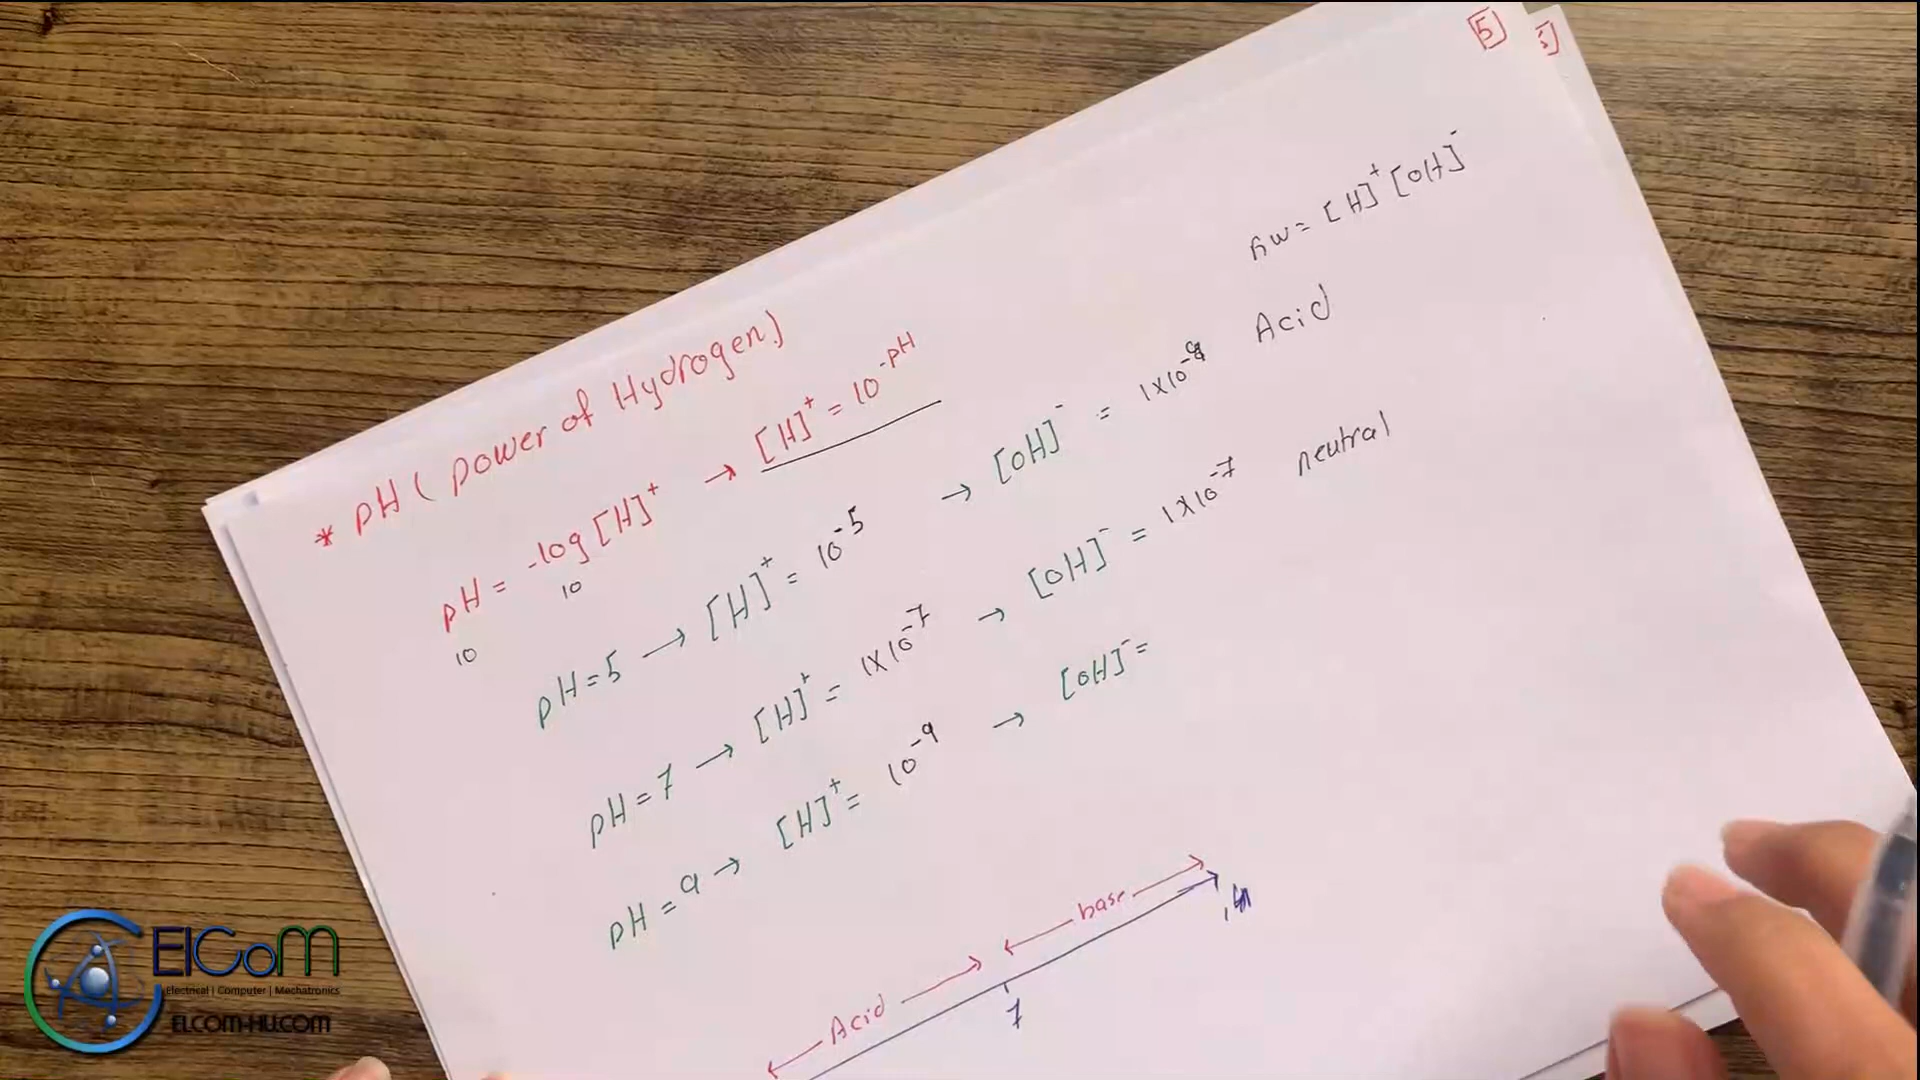 5
* pH ( power of Hydrogen)
pH = -log₁₀ [H]⁺ → [H]⁺ = 10^-pH
10
Kw = [H]⁺ [OH]⁻
pH = 5 → [H]⁺ = 10⁻⁵ → [OH]⁻ = 1x10⁻⁹ Acid
pH = 7 → [H]⁺ = 1x10⁻⁷ → [OH]⁻ = 1x10⁻⁷ neutral
pH = 9 → [H]⁺ = 10⁻⁹ → [OH]⁻ =
← Acid → ← base →
7 14
ElCoM
Electrical | Computer | Mechatronics
ELCOM-HU.COM